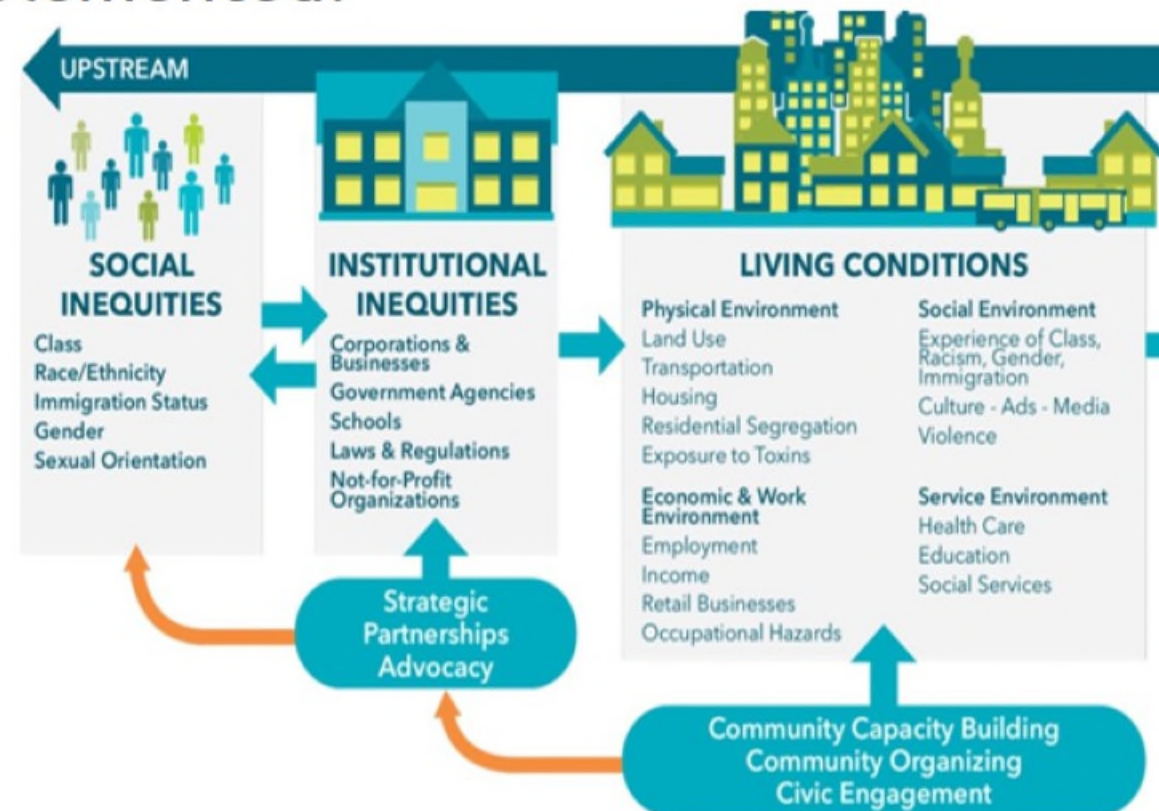 UPSTREAM
SOCIAL
INEQUITIES
Class
Race/Ethnicity
Immigration Status
Gender
Sexual Orientation
INSTITUTIONAL
INEQUITIES
Corporations &
Businesses
Government Agencies
Schools
Laws & Regulations
Not-for-Profit
Organizations
Strategic
Partnerships
Advocacy
LIVING CONDITIONS
Physical Environment
Land Use
Transportation
Housing
Residential Segregation
Exposure to Toxins
Economic & Work
Environment
Employment
Income
Retail Businesses
Occupational Hazards
Social Environment
Experience of Class,
Racism, Gender,
Immigration
Culture - Ads - Media
Violence
Service Environment
Health Care
Education
Social Services
Community Capacity Building
Community Organizing
Civic Engagement